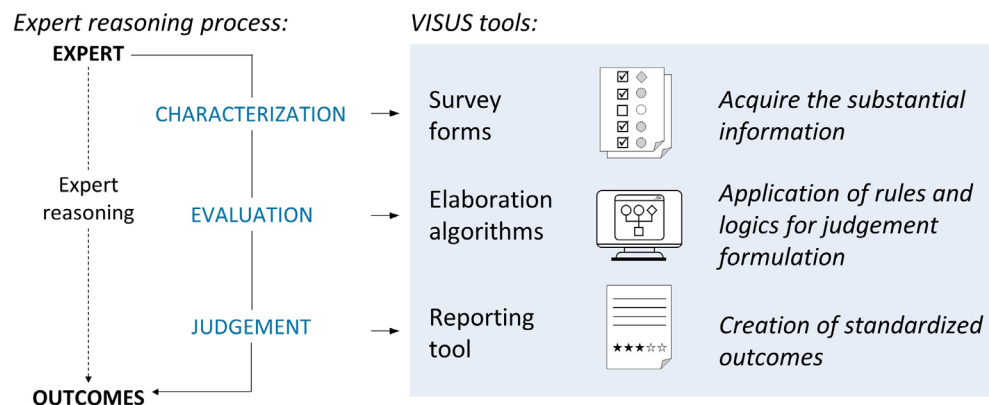 Expert reasoning process:
VISUS tools:
EXPERT
CHARACTERIZATION
Survey
forms
Acquire the substantial
information
Expert
reasoning
EVALUATION
Elaboration
algorithms
Application of rules and
logics for judgement
formulation
JUDGEMENT
Reporting
tool
Creation of standardized
outcomes
OUTCOMES